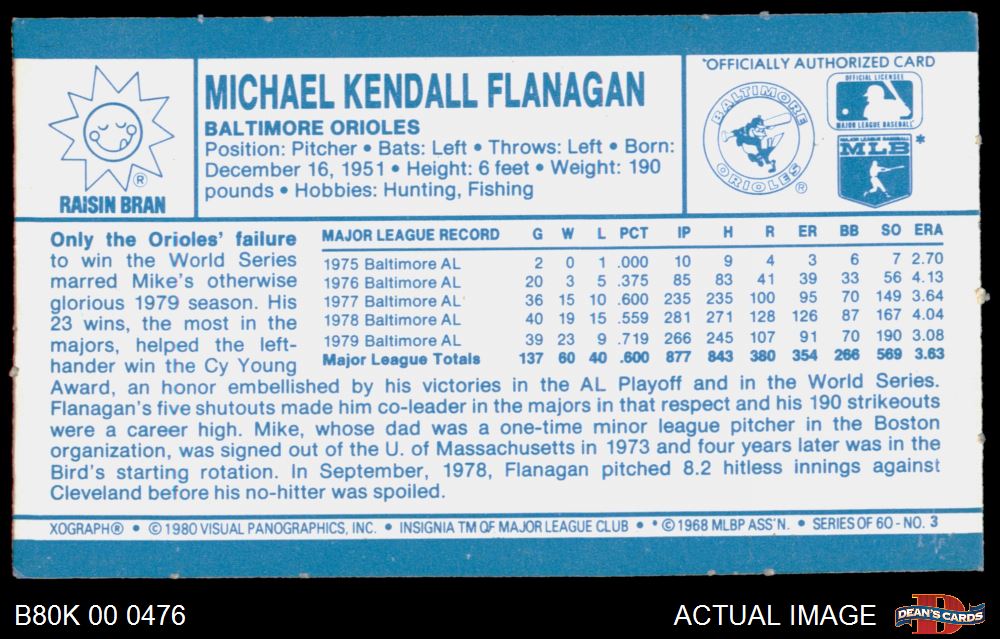 RAISIN BRAN
®
MICHAEL KENDALL FLANAGAN
BALTIMORE ORIOLES
Position: Pitcher • Bats: Left • Throws: Left • Born:
December 16, 1951 • Height: 6 feet • Weight: 190
pounds • Hobbies: Hunting, Fishing
*OFFICIALLY AUTHORIZED CARD
BALTIMORE
ORIOLES
®
OFFICIAL LICENSEE
MAJOR LEAGUE BASEBALL
MAJOR LEAGUE BASEBALL
MLB *
Only the Orioles' failure
to win the World Series
marred Mike's otherwise
glorious 1979 season. His
23 wins, the most in the
majors, helped the left-
hander win the Cy Young
MAJOR LEAGUE RECORD G W L PCT IP H R ER BB SO ERA
1975 Baltimore AL 2 0 1 .000 10 9 4 3 6 7 2.70
1976 Baltimore AL 20 3 5 .375 85 83 41 39 33 56 4.13
1977 Baltimore AL 36 15 10 .600 235 235 100 95 70 149 3.64
1978 Baltimore AL 40 19 15 .559 281 271 128 126 87 167 4.04
1979 Baltimore AL 39 23 9 .719 266 245 107 91 70 190 3.08
Major League Totals 137 60 40 .600 877 843 380 354 266 569 3.63
Award, an honor embellished by his victories in the AL Playoff and in the World Series.
Flanagan's five shutouts made him co-leader in the majors in that respect and his 190 strikeouts
were a career high. Mike, whose dad was a one-time minor league pitcher in the Boston
organization, was signed out of the U. of Massachusetts in 1973 and four years later was in the
Bird's starting rotation. In September, 1978, Flanagan pitched 8.2 hitless innings against
Cleveland before his no-hitter was spoiled.
XOGRAPH® • © 1980 VISUAL PANOGRAPHICS, INC. • INSIGNIA TM OF MAJOR LEAGUE CLUB • * © 1968 MLBP ASS'N. • SERIES OF 60 - NO. 3
B80K 00 0476
ACTUAL IMAGE
DEAN'S CARDS